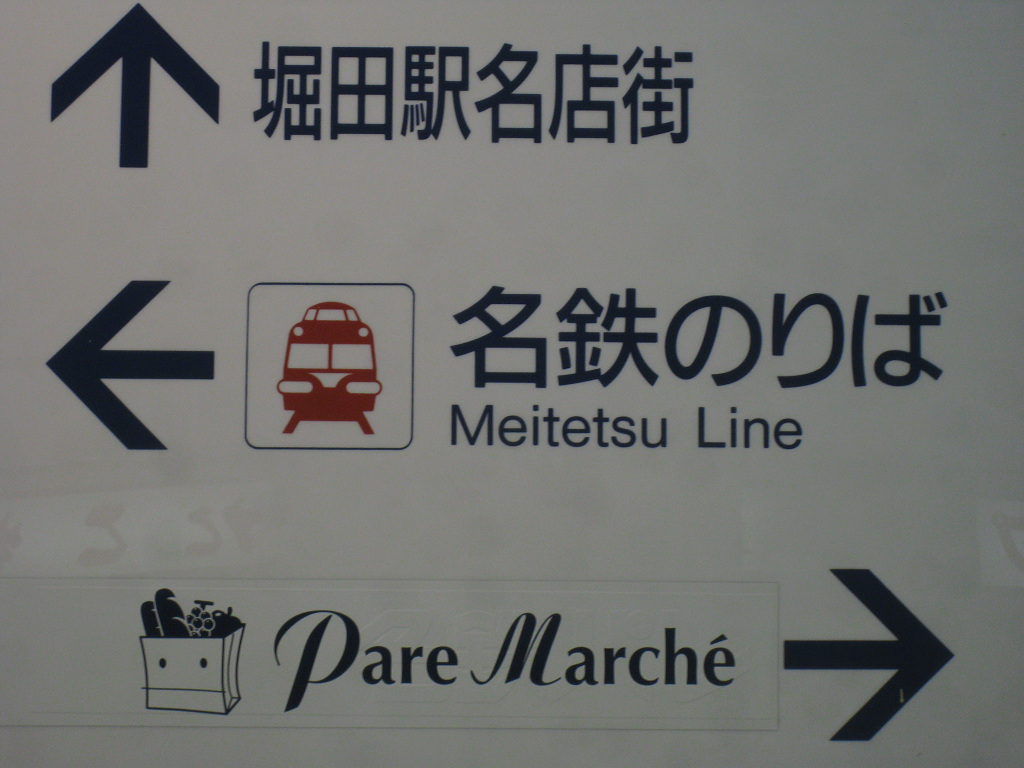 堀田駅名店街
名鉄のりば
Meitetsu Line
Pare Marché